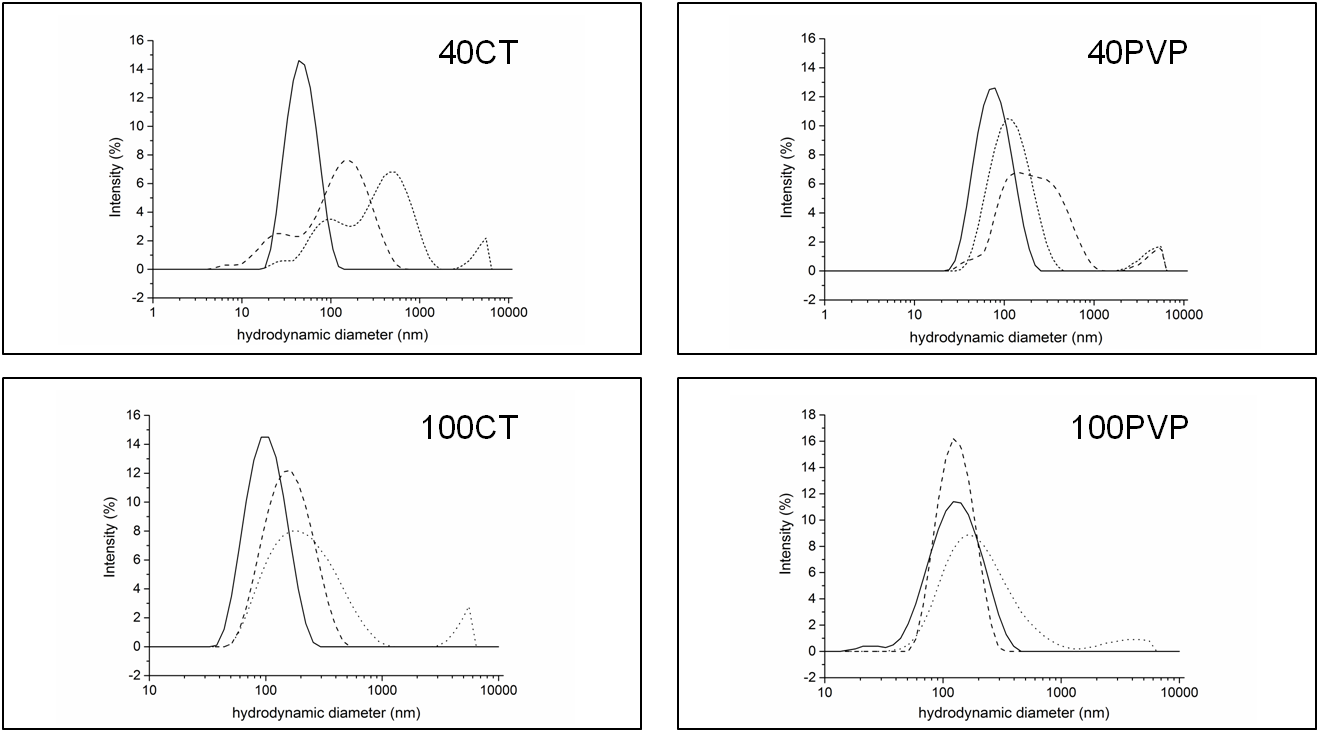 40CT
16
14
12
10
8
6
4
2
0
-2
Intensity (%)
1 10 100 1000 10000
hydrodynamic diameter (nm)
40PVP
16
14
12
10
8
6
4
2
0
-2
Intensity (%)
1 10 100 1000 10000
hydrodynamic diameter (nm)
100CT
16
14
12
10
8
6
4
2
0
-2
Intensity (%)
10 100 1000 10000
hydrodynamic diameter (nm)
100PVP
18
16
14
12
10
8
6
4
2
0
-2
Intensity (%)
10 100 1000 10000
hydrodynamic diameter (nm)